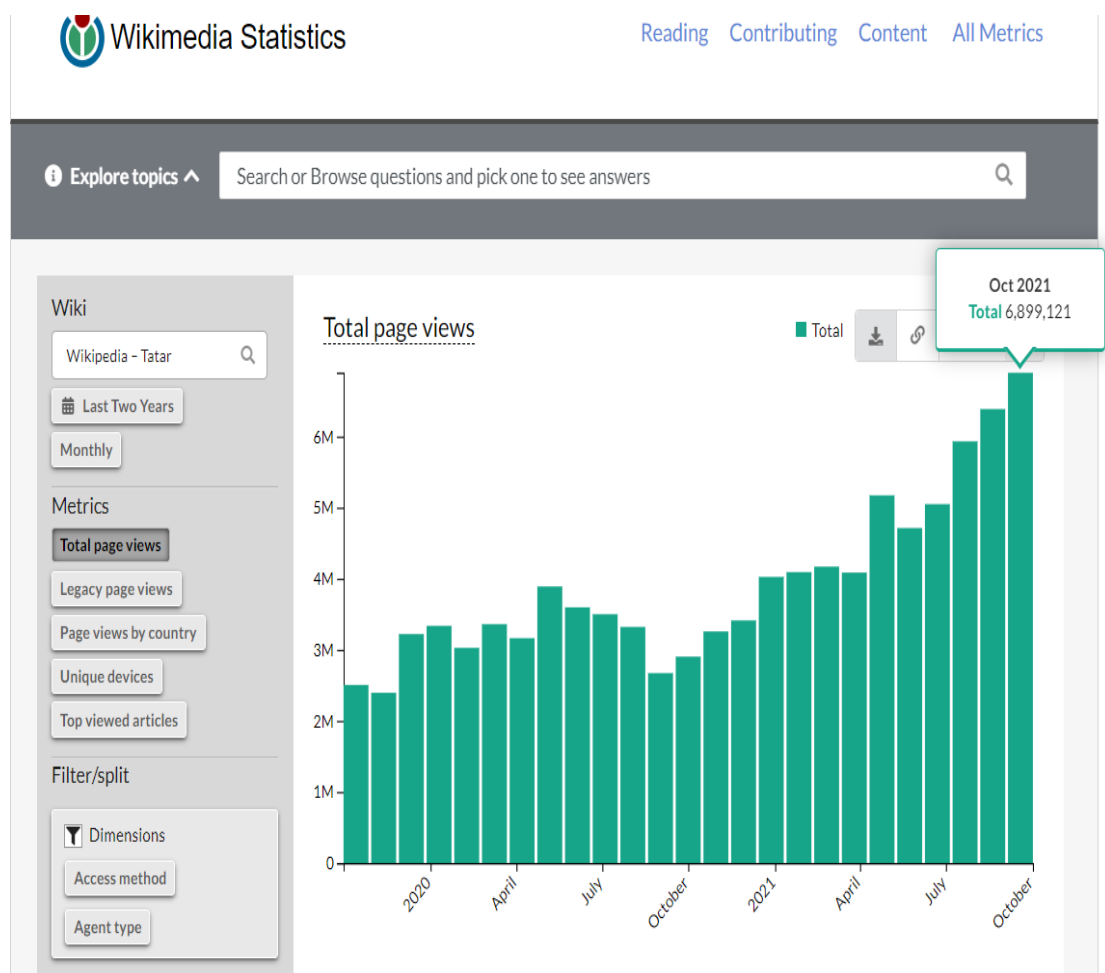 Wikimedia Statistics
Reading Contributing Content All Metrics
Explore topics
Search or Browse questions and pick one to see answers
Wiki
Wikipedia – Tatar
Last Two Years
Monthly
Metrics
Total page views
Legacy page views
Page views by country
Unique devices
Top viewed articles
Filter/split
Dimensions
Access method
Agent type
Total page views
Total
Oct 2021
Total 6,899,121
6M
5M
4M
3M
2M
1M
0
2020 April July October 2021 April July October